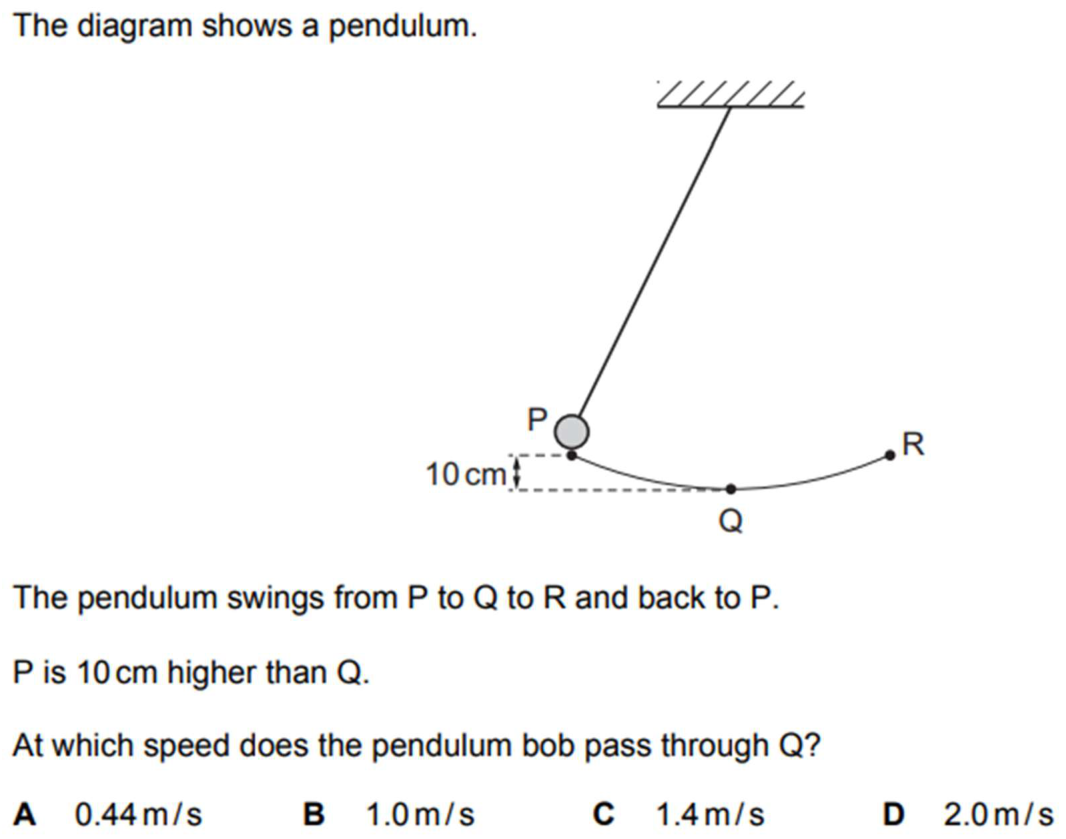 The diagram shows a pendulum.
P
R
10 cm
Q
The pendulum swings from P to Q to R and back to P.
P is 10 cm higher than Q.
At which speed does the pendulum bob pass through Q?
A 0.44 m/s B 1.0 m/s C 1.4 m/s D 2.0 m/s